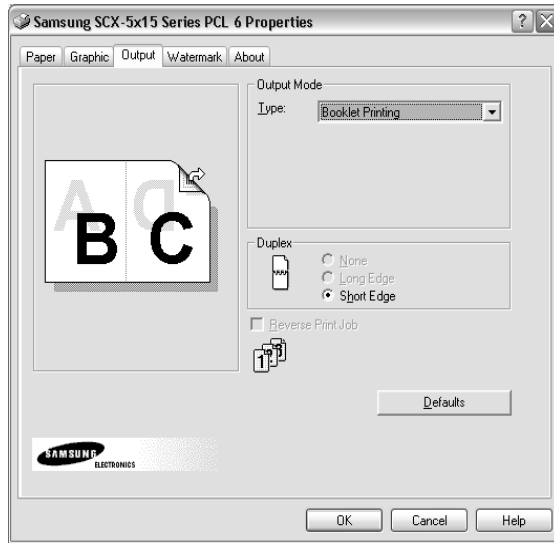 Samsung SCX-5x15 Series PCL 6 Properties
Paper Graphic Output Watermark About
Output Mode
Type: Booklet Printing
A D
B C
Duplex
None
Long Edge
Short Edge
Reverse Print Job
1
Defaults
SAMSUNG
ELECTRONICS
OK Cancel Help